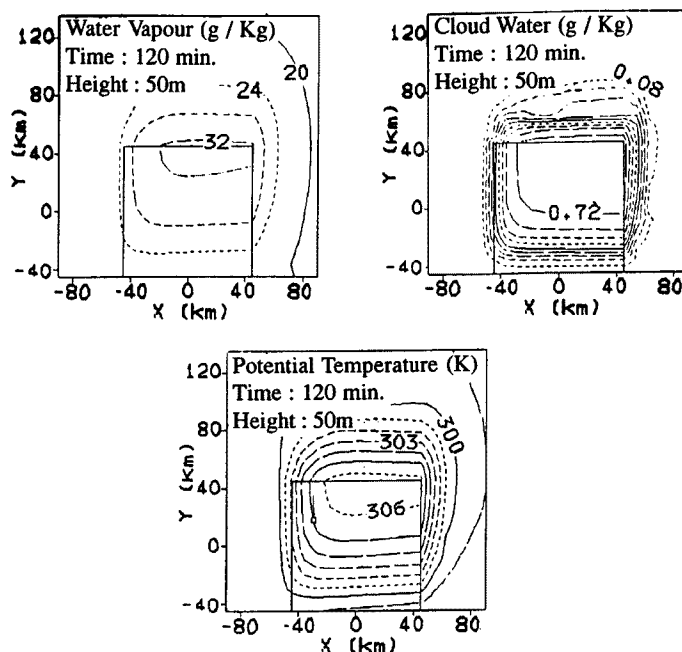 Water Vapour (g / Kg)
Time : 120 min.
Height : 50m
20
24
32
120
80
40
0
-40
Y (km)
-80 -40 0 40 80
X (km)
Cloud Water (g / Kg)
Time : 120 min.
Height : 50m
0.08
0.72
120
80
40
0
-40
Y (km)
-80 -40 0 40 80
X (km)
Potential Temperature (K)
Time : 120 min.
Height : 50m
300
303
306
120
80
40
0
-40
Y (km)
-80 -40 0 40 80
X (km)